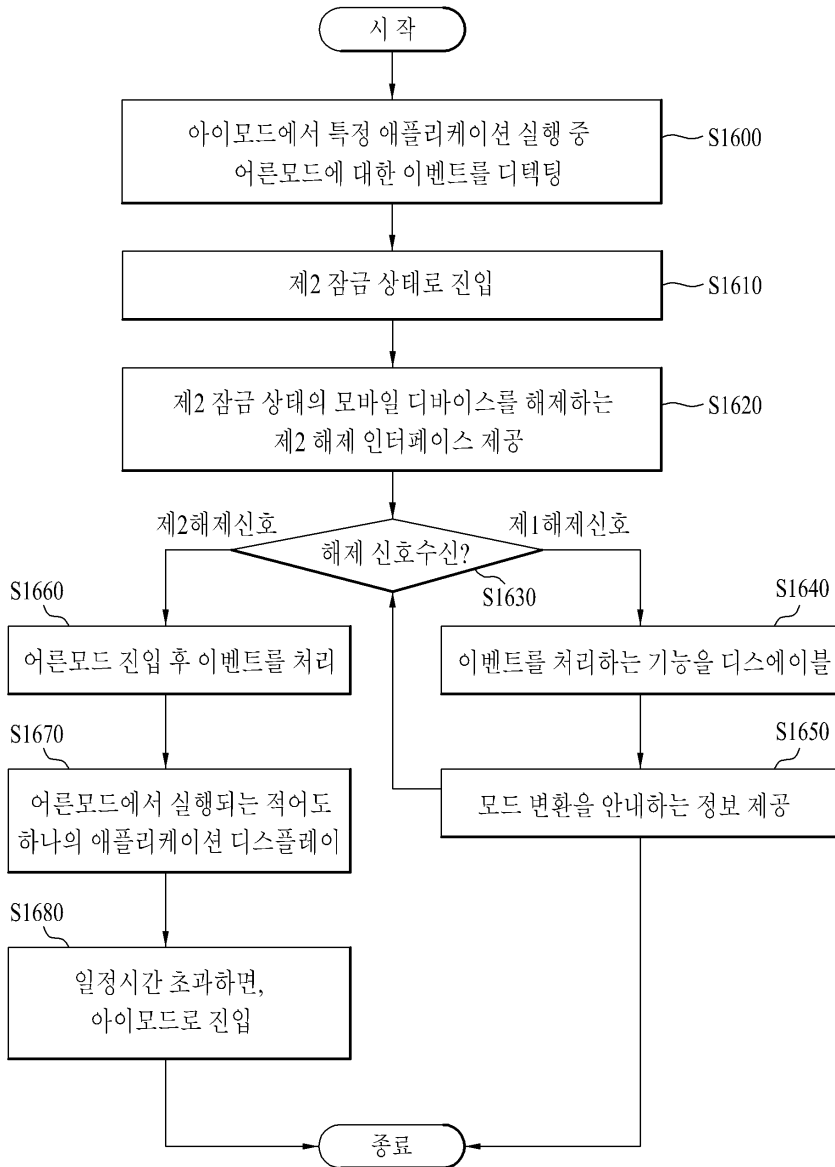 시 작
아이모드에서 특정 애플리케이션 실행 중
어른모드에 대한 이벤트를 디텍팅
S1600
제2 잠금 상태로 진입
S1610
제2 잠금 상태의 모바일 디바이스를 해제하는
제2 해제 인터페이스 제공
S1620
제2해제신호
제1해제신호
해제 신호수신?
S1630
S1660
어른모드 진입 후 이벤트를 처리
S1640
이벤트를 처리하는 기능을 디스에이블
S1670
어른모드에서 실행되는 적어도
하나의 애플리케이션 디스플레이
S1650
모드 변환을 안내하는 정보 제공
S1680
일정시간 초과하면,
아이모드로 진입
종료